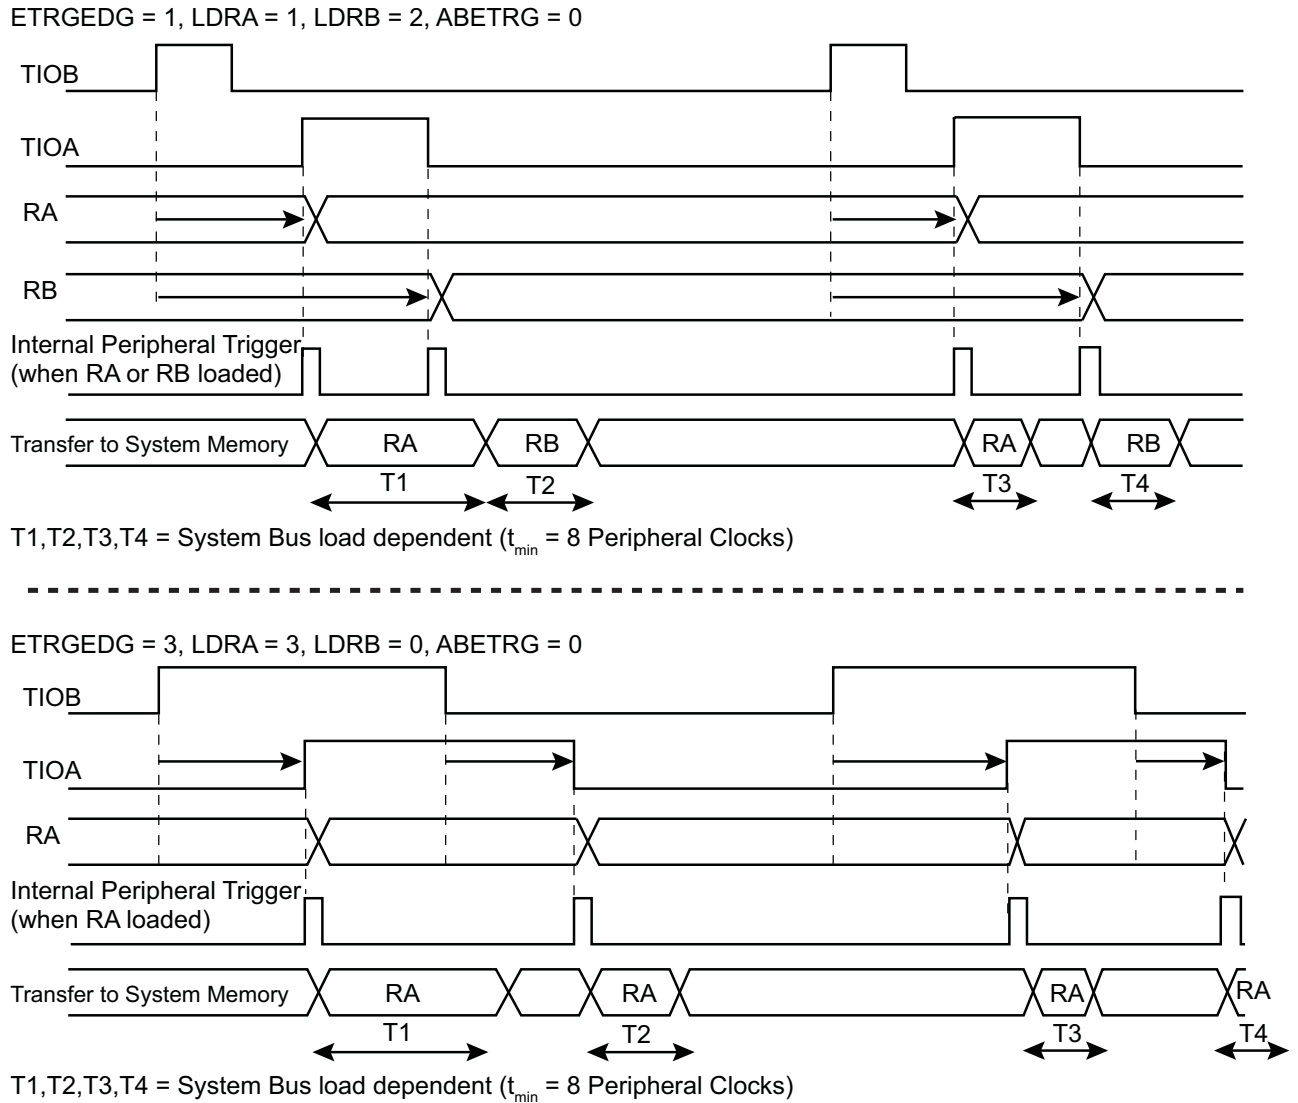 ETRGEDG = 1, LDRA = 1, LDRB = 2, ABETRG = 0
TIOB
TIOA
RA
RB
Internal Peripheral Trigger
(when RA or RB loaded)
Transfer to System Memory RA RB RA RB
T1 T2 T3 T4
T1,T2,T3,T4 = System Bus load dependent (tmin = 8 Peripheral Clocks)
ETRGEDG = 3, LDRA = 3, LDRB = 0, ABETRG = 0
TIOB
TIOA
RA
Internal Peripheral Trigger
(when RA loaded)
Transfer to System Memory RA RA RA RA
T1 T2 T3 T4
T1,T2,T3,T4 = System Bus load dependent (tmin = 8 Peripheral Clocks)